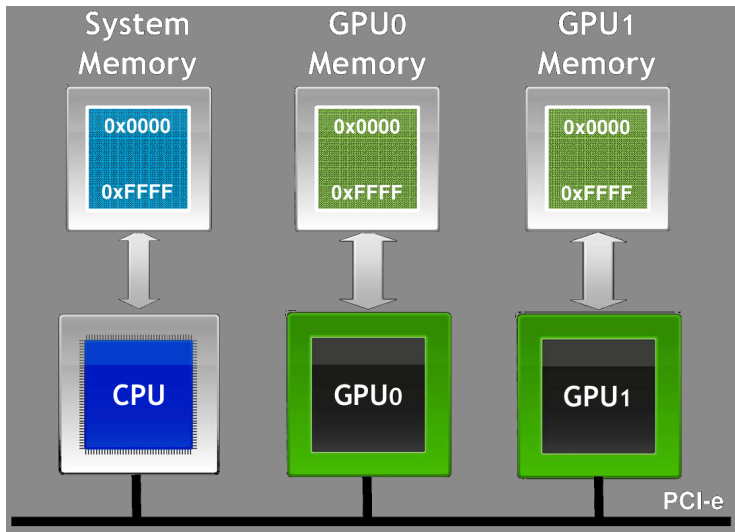 System
Memory
GPU0
Memory
GPU1
Memory
0x0000
0xFFFF
0x0000
0xFFFF
0x0000
0xFFFF
CPU
GPU0
GPU1
PCI-e